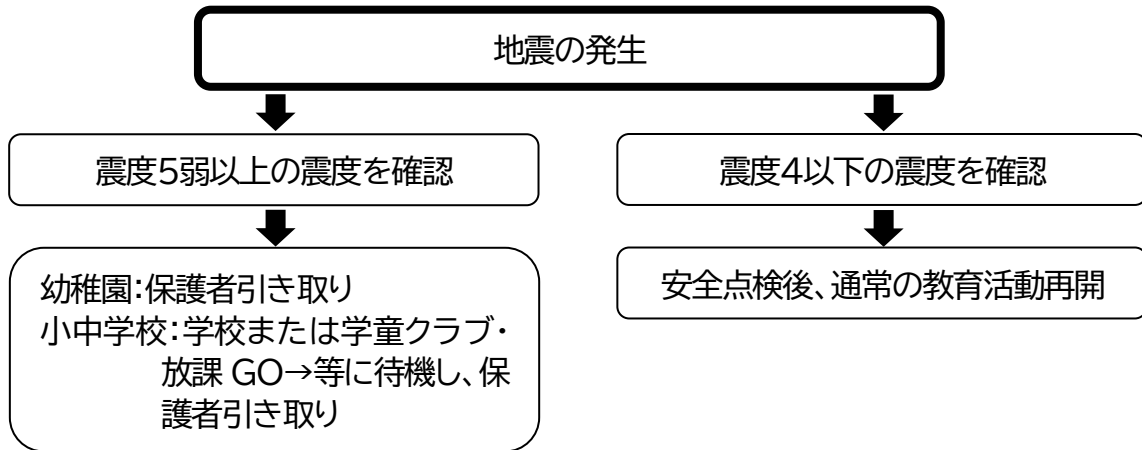 地震の発生
震度5弱以上の震度を確認
震度4以下の震度を確認
幼稚園:保護者引き取り
小中学校:学校または学童クラブ・
放課 GO→等に待機し、保
護者引き取り
安全点検後、通常の教育活動再開